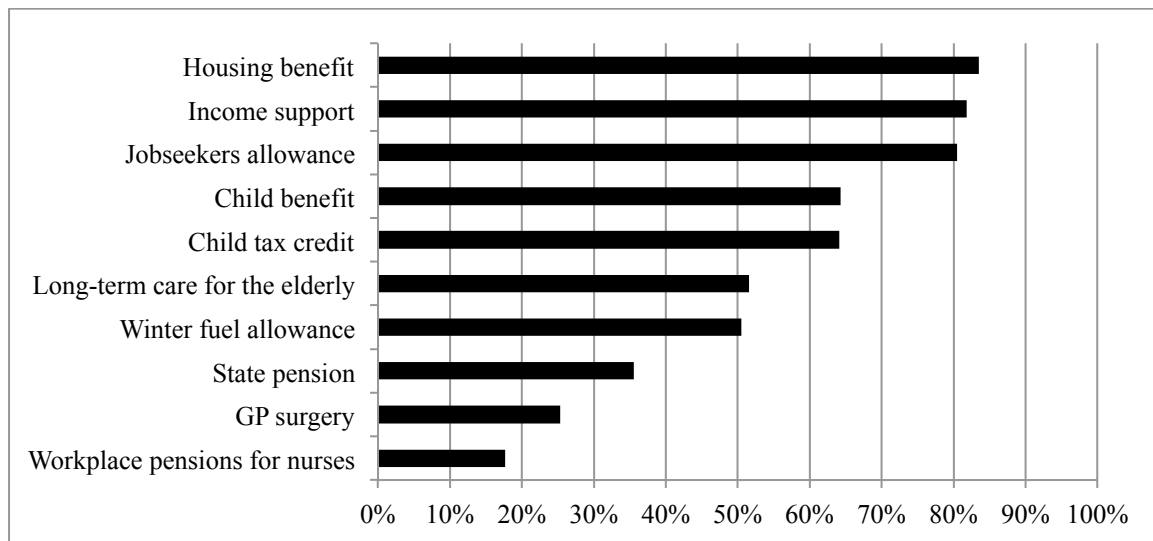 Housing benefit
Income support
Jobseekers allowance
Child benefit
Child tax credit
Long-term care for the elderly
Winter fuel allowance
State pension
GP surgery
Workplace pensions for nurses
0% 10% 20% 30% 40% 50% 60% 70% 80% 90% 100%